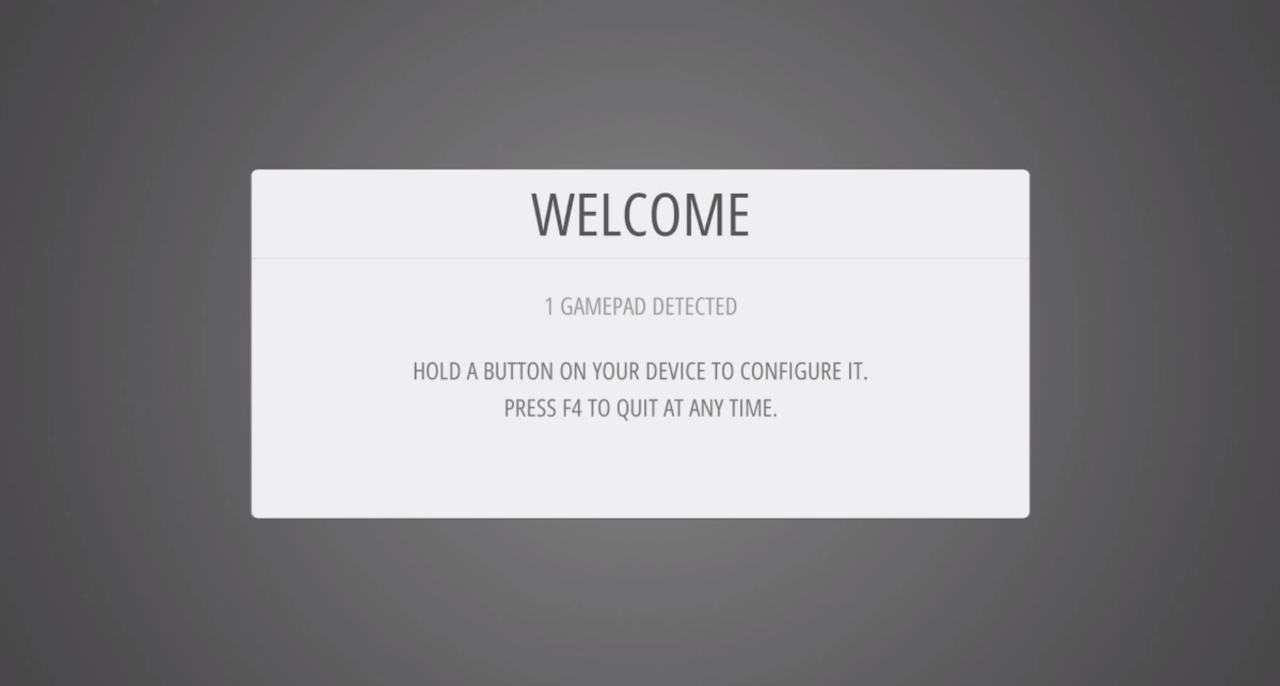 WELCOME
1 GAMEPAD DETECTED
HOLD A BUTTON ON YOUR DEVICE TO CONFIGURE IT.
PRESS F4 TO QUIT AT ANY TIME.